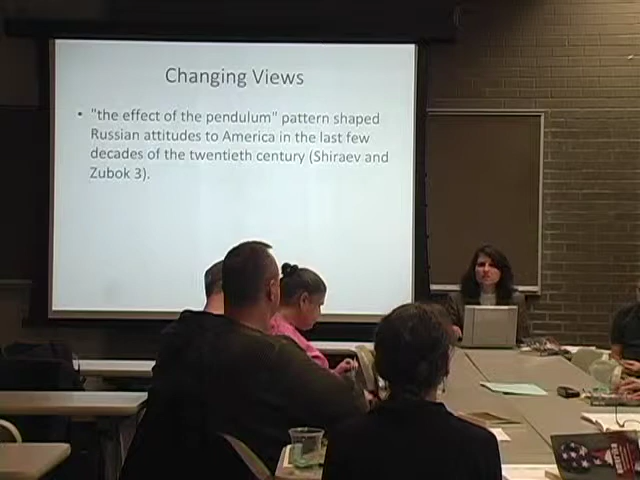 Changing Views
• "the effect of the pendulum" pattern shaped
Russian attitudes to America in the last few
decades of the twentieth century (Shiraev and
Zubok 3).